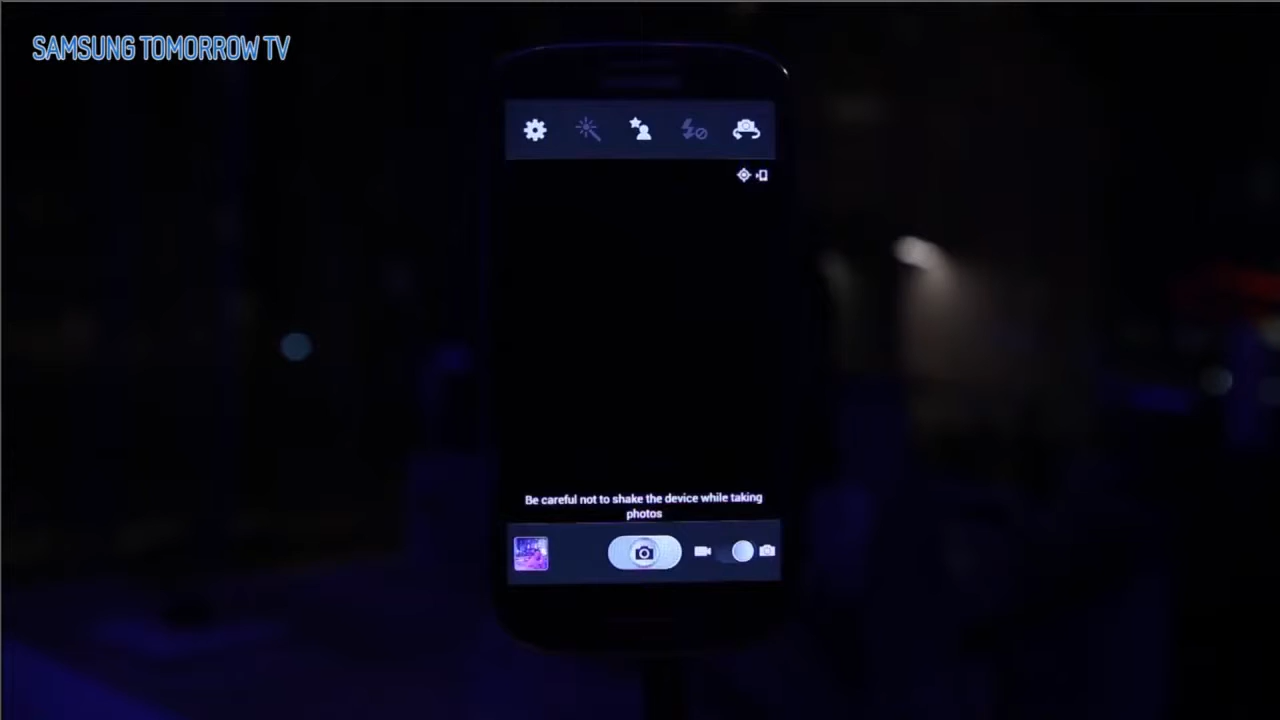 SAMSUNG TOMORROW TV
Be careful not to shake the device while taking
photos